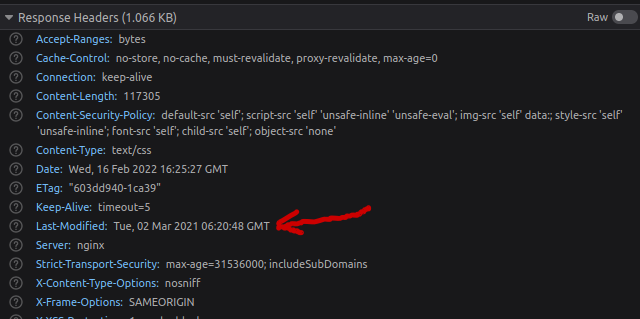 Response Headers (1.066 KB)
Raw
Accept-Ranges: bytes
Cache-Control: no-store, no-cache, must-revalidate, proxy-revalidate, max-age=0
Connection: keep-alive
Content-Length: 117305
Content-Security-Policy: default-src 'self'; script-src 'self' 'unsafe-inline' 'unsafe-eval'; img-src 'self' data:; style-src 'self'
'unsafe-inline'; font-src 'self'; child-src 'self'; object-src 'none'
Content-Type: text/css
Date: Wed, 16 Feb 2022 16:25:27 GMT
ETag: "603dd940-1ca39"
Keep-Alive: timeout=5
Last-Modified: Tue, 02 Mar 2021 06:20:48 GMT
Server: nginx
Strict-Transport-Security: max-age=31536000; includeSubDomains
X-Content-Type-Options: nosniff
X-Frame-Options: SAMEORIGIN